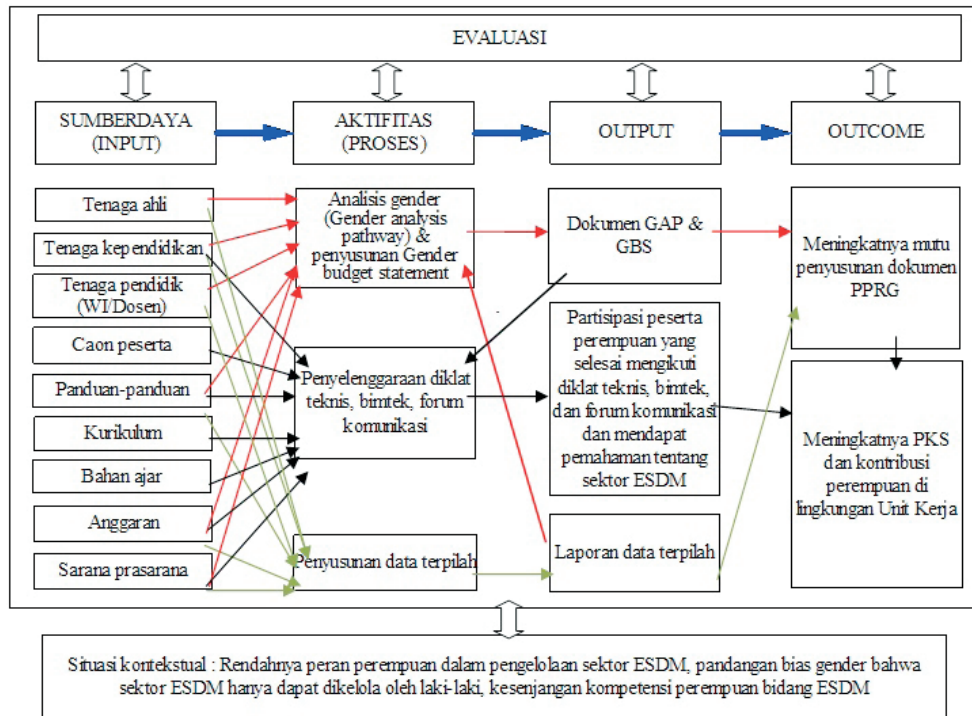 EVALUASI
SUMBERDAYA
(INPUT)
AKTIFITAS
(PROSES)
OUTPUT
OUTCOME
Tenaga ahli
Tenaga kependidikan
Tenaga pendidik
(WI/Dosen)
Caon peserta
Panduan-panduan
Kurikulum
Bahan ajar
Anggaran
Sarana prasarana
Analisis gender
(Gender analysis
pathway) &
penyusunan Gender
budget statement
Penyelenggaraan diklat
teknis, bimtek, forum
komunikasi
Penyusunan data terpilah
Dokumen GAP &
GBS
Partisipasi peserta
perempuan yang
selesai mengikuti
diklat teknis, bimtek,
dan forum komunikasi
dan mendapat
pemahaman tentang
sektor ESDM
Laporan data terpilah
Meningkatnya mutu
penyusunan dokumen
PPRG
Meningkatnya PKS
dan kontribusi
perempuan di
lingkungan Unit Kerja
Situasi kontekstual : Rendahnya peran perempuan dalam pengelolaan sektor ESDM, pandangan bias gender bahwa
sektor ESDM hanya dapat dikelola oleh laki-laki, kesenjangan kompetensi perempuan bidang ESDM